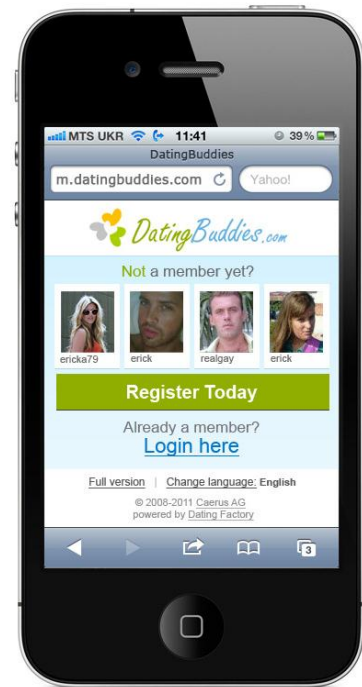 MTS UKR 11:41 39%
DatingBuddies
m.datingbuddies.com Yahoo!
DatingBuddies.com
Not a member yet?
ericka79 erick realgay erick
Register Today
Already a member?
Login here
Full version | Change language: English
© 2008-2011 Caerus AG
powered by Dating Factory
3